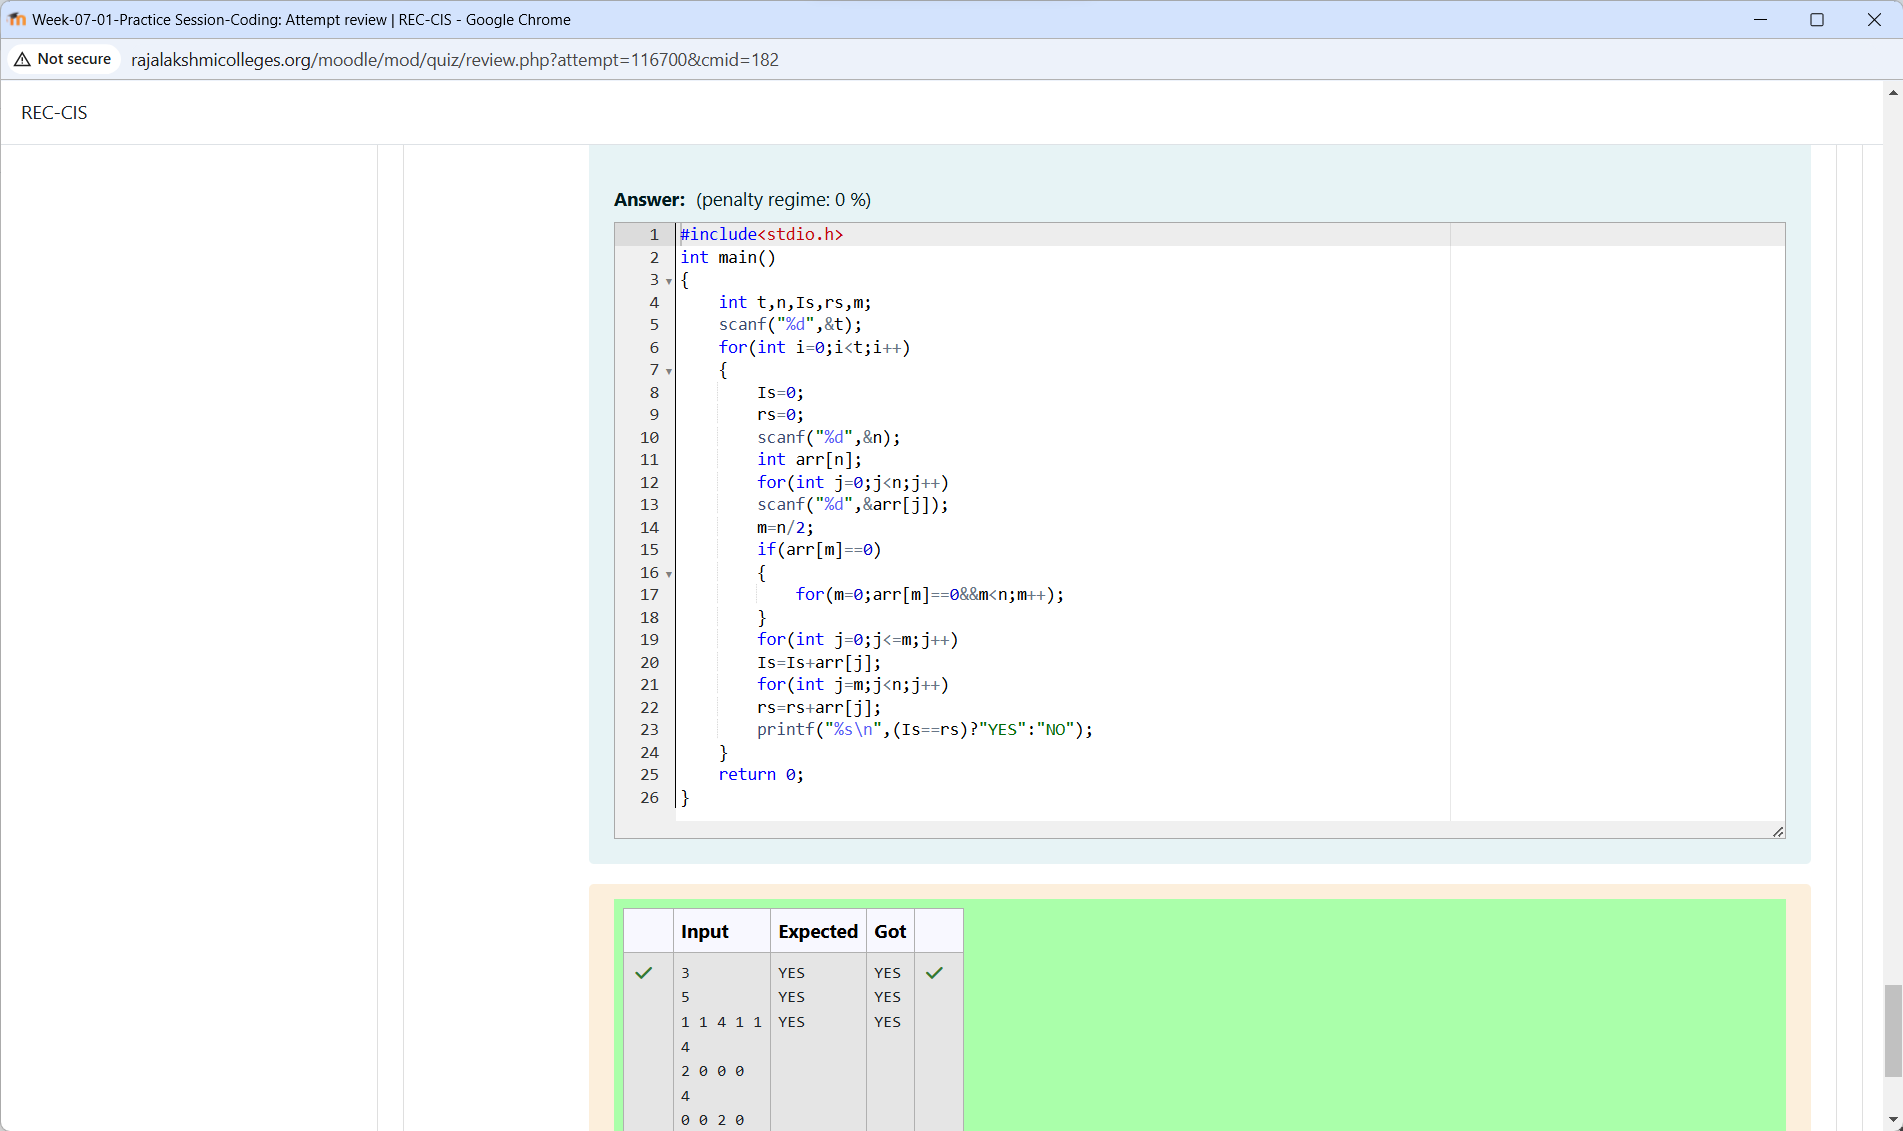 Week-07-01-Practice Session-Coding: Attempt review | REC-CIS - Google Chrome
Not secure rajalakshmicolleges.org/moodle/mod/quiz/review.php?attempt=116700&cmid=182
REC-CIS
Answer: (penalty regime: 0 %)
1 #include<stdio.h>
2 int main()
3 {
4 int t,n,Is,rs,m;
5 scanf("%d",&t);
6 for(int i=0;i<t;i++)
7 {
8 Is=0;
9 rs=0;
10 scanf("%d",&n);
11 int arr[n];
12 for(int j=0;j<n;j++)
13 scanf("%d",&arr[j]);
14 m=n/2;
15 if(arr[m]==0)
16 {
17 for(m=0;arr[m]==0&&m<n;m++);
18 }
19 for(int j=0;j<=m;j++)
20 Is=Is+arr[j];
21 for(int j=m;j<n;j++)
22 rs=rs+arr[j];
23 printf("%s\n",(Is==rs)?"YES":"NO");
24 }
25 return 0;
26 }
Input Expected Got
3 YES YES
5 YES YES
1 1 4 1 1 YES YES
4
2 0 0 0
4
0 0 2 0